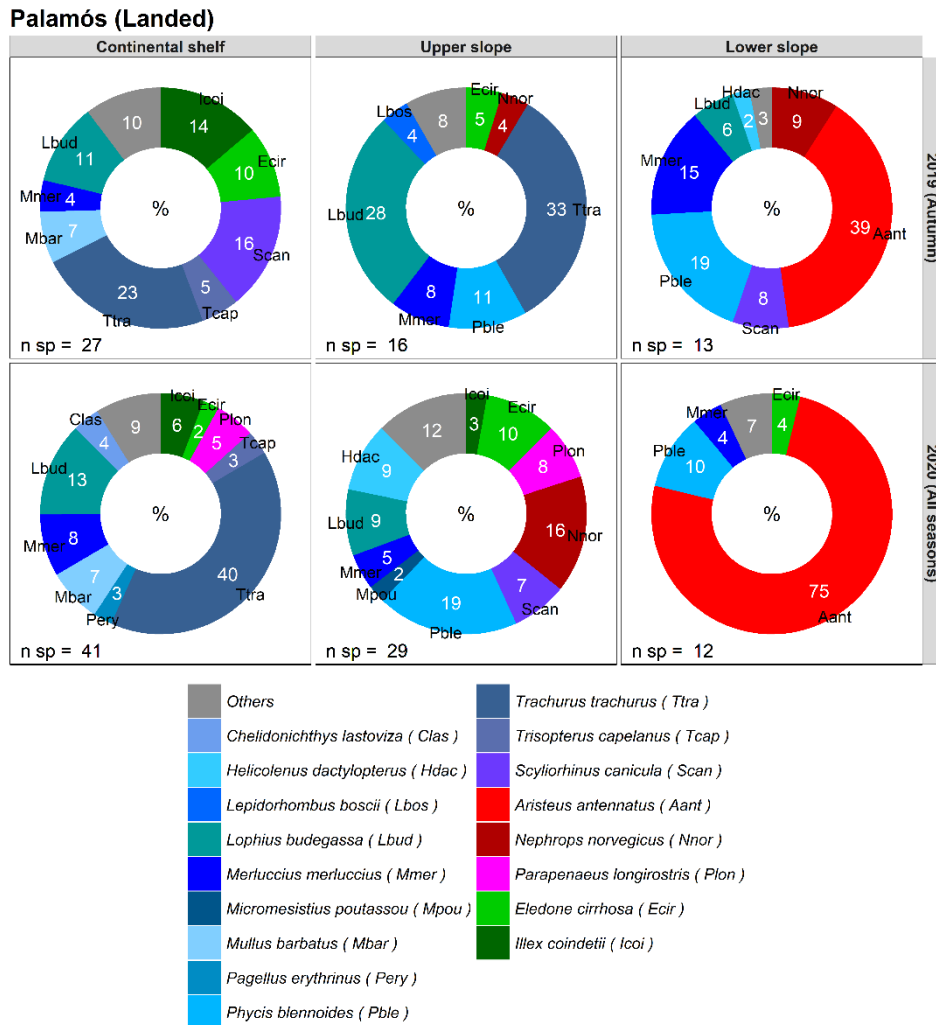 Palamós (Landed)
Continental shelf
Upper slope
Lower slope
Icoi
14
Ecir
10
Scan
16
Tcap
5
Ttra
23
Mbar
7
Mmer
4
Lbud
11
10
%
n sp = 27
Ecir
5
Nnor
4
Ttra
33
Pble
11
Mmer
8
Lbud
28
Lbos
4
8
%
n sp = 16
Nnor
9
Aant
39
Scan
8
Pble
19
Mmer
15
Lbud
6
Hdac
2
3
%
n sp = 13
2019 (Autumn)
Icoi
6
Ecir
2
Plon
5
Tcap
3
Ttra
40
Pery
3
Mbar
7
Mmer
8
Lbud
13
Clas
4
9
%
n sp = 41
Icoi
3
Ecir
10
Plon
8
Nnor
16
Scan
7
Pble
19
Mpou
2
Mmer
5
Lbud
9
Hdac
9
12
%
n sp = 29
Ecir
4
Aant
75
Pble
10
Mmer
4
7
%
n sp = 12
2020 (All seasons)
Others
Chelidonichthys lastoviza ( Clas )
Helicolenus dactylopterus ( Hdac )
Lepidorhombus boscii ( Lbos )
Lophius budegassa ( Lbud )
Merluccius merluccius ( Mmer )
Micromesistius poutassou ( Mpou )
Mullus barbatus ( Mbar )
Pagellus erythrinus ( Pery )
Phycis blennoides ( Pble )
Trachurus trachurus ( Ttra )
Trisopterus capelanus ( Tcap )
Scyliorhinus canicula ( Scan )
Aristeus antennatus ( Aant )
Nephrops norvegicus ( Nnor )
Parapenaeus longirostris ( Plon )
Eledone cirrhosa ( Ecir )
Illex coindetii ( Icoi )